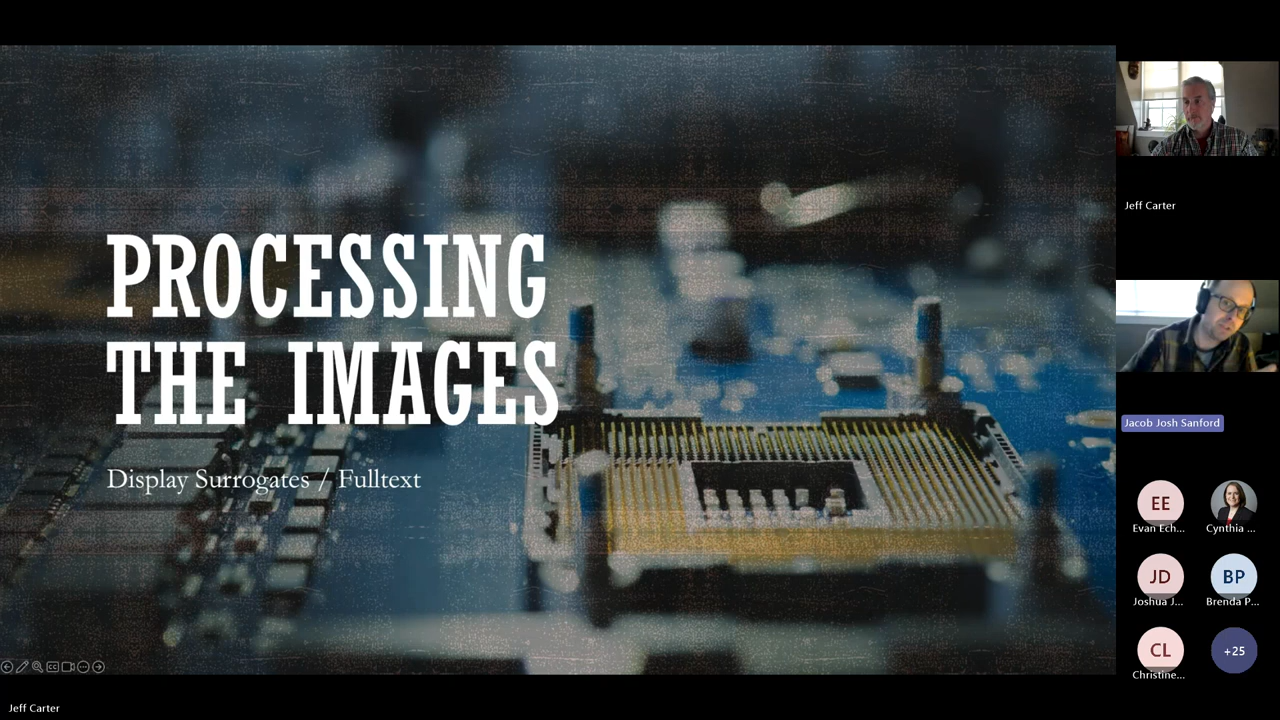 PROCESSING
THE IMAGES
Display Surrogates / Fulltext
Jeff Carter
Jacob Josh Sanford
EE
Evan Ech...
Cynthia ...
JD
Joshua J...
BP
Brenda P...
CL
Christine...
+25
CC
Jeff Carter